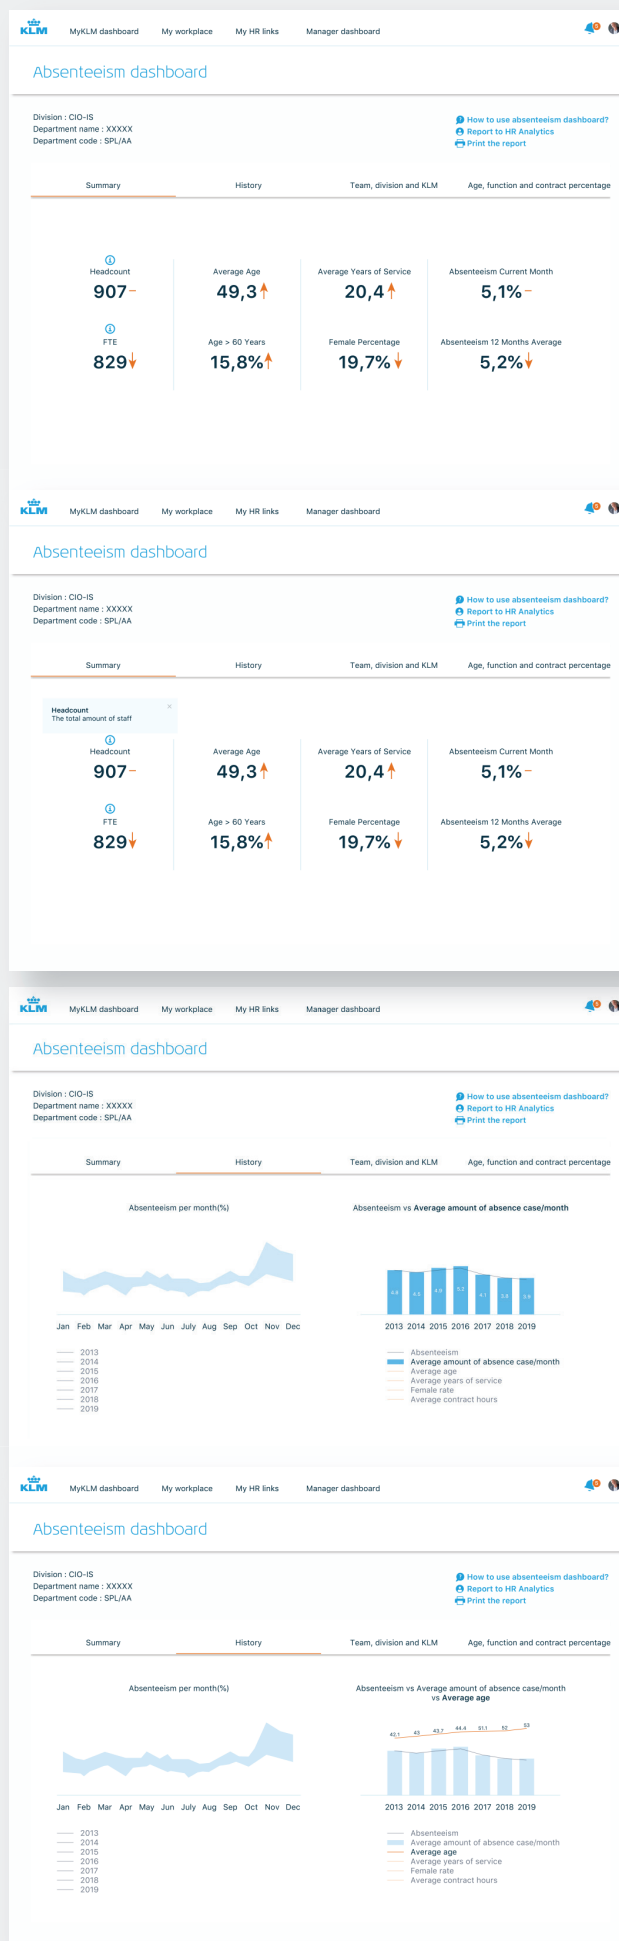 KLM
MyKLM dashboard My workplace My HR links Manager dashboard
Absenteeism dashboard
Division : CIO-IS
Department name : XXXXX
Department code : SPL/AA
How to use absenteeism dashboard?
Report to HR Analytics
Print the report
Summary History Team, division and KLM Age, function and contract percentage
Headcount Average Age Average Years of Service Absenteeism Current Month
907 49,3 20,4 5,1%
FTE Age > 60 Years Female Percentage Absenteeism 12 Months Average
829 15,8% 19,7% 5,2%
KLM
MyKLM dashboard My workplace My HR links Manager dashboard
Absenteeism dashboard
Division : CIO-IS
Department name : XXXXX
Department code : SPL/AA
How to use absenteeism dashboard?
Report to HR Analytics
Print the report
Summary History Team, division and KLM Age, function and contract percentage
Headcount
The total amount of staff
Headcount Average Age Average Years of Service Absenteeism Current Month
907 49,3 20,4 5,1%
FTE Age > 60 Years Female Percentage Absenteeism 12 Months Average
829 15,8% 19,7% 5,2%
KLM
MyKLM dashboard My workplace My HR links Manager dashboard
Absenteeism dashboard
Division : CIO-IS
Department name : XXXXX
Department code : SPL/AA
How to use absenteeism dashboard?
Report to HR Analytics
Print the report
Summary History Team, division and KLM Age, function and contract percentage
Absenteeism per month(%)
Jan Feb Mar Apr May Jun July Aug Sep Oct Nov Dec
2013
2014
2015
2016
2017
2018
2019
Absenteeism vs Average amount of absence case/month
4.9 5.2 4.1 3.8 3.8
2013 2014 2015 2016 2017 2018 2019
Absenteeism
Average amount of absence case/month
Average age
Average years of service
Female rate
Average contract hours
KLM
MyKLM dashboard My workplace My HR links Manager dashboard
Absenteeism dashboard
Division : CIO-IS
Department name : XXXXX
Department code : SPL/AA
How to use absenteeism dashboard?
Report to HR Analytics
Print the report
Summary History Team, division and KLM Age, function and contract percentage
Absenteeism per month(%)
Jan Feb Mar Apr May Jun July Aug Sep Oct Nov Dec
2013
2014
2015
2016
2017
2018
2019
Absenteeism vs Average amount of absence case/month
vs Average age
42.1 43 43.7 44.4 51.1 52 53
2013 2014 2015 2016 2017 2018 2019
Absenteeism
Average amount of absence case/month
Average age
Average years of service
Female rate
Average contract hours